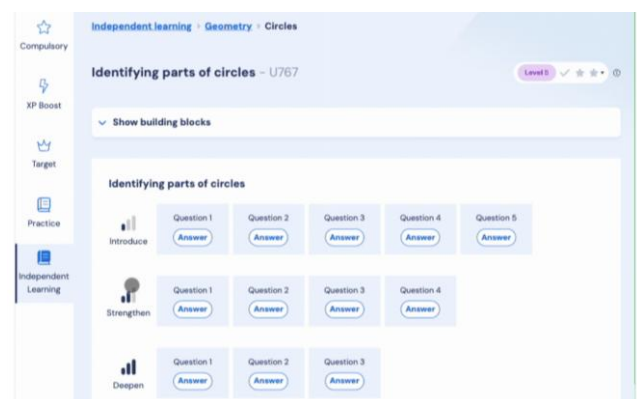 Compulsory
XP Boost
Target
Practice
Independent
Learning
Independent learning Geometry Circles
Identifying parts of circles - U767
Level 5
Show building blocks
Identifying parts of circles
Introduce
Question 1 Question 2 Question 3 Question 4 Question 5
Answer Answer Answer Answer Answer
Strengthen
Question 1 Question 2 Question 3 Question 4
Answer Answer Answer Answer
Deepen
Question 1 Question 2 Question 3
Answer Answer Answer